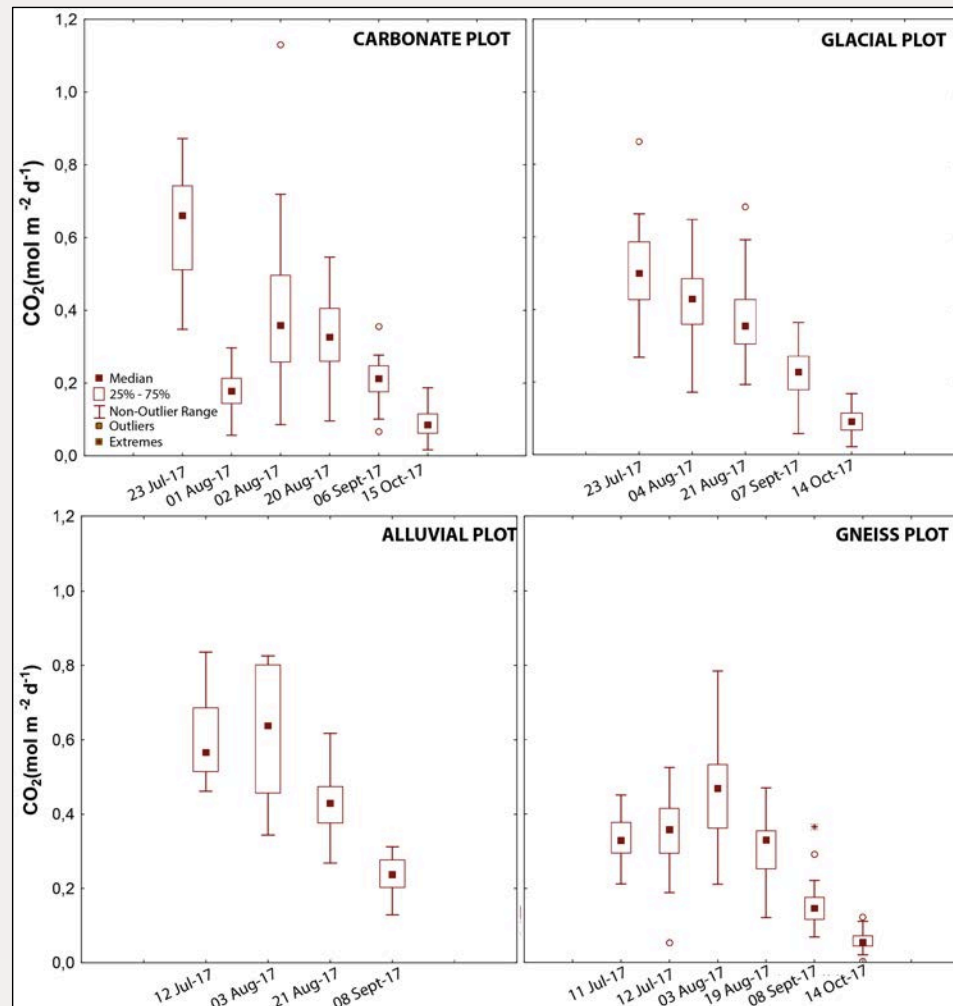 CARBONATE PLOT
CO₂(mol m ⁻² d⁻¹)
1,2
1,0
0,8
0,6
0,4
0,2
0,0
Median
25% - 75%
Non-Outlier Range
Outliers
Extremes
23 Jul-17
01 Aug-17
02 Aug-17
20 Aug-17
06 Sept-17
15 Oct-17
GLACIAL PLOT
23 Jul-17
04 Aug-17
21 Aug-17
07 Sept-17
14 Oct-17
ALLUVIAL PLOT
CO₂(mol m ⁻² d⁻¹)
1,2
1,0
0,8
0,6
0,4
0,2
0,0
12 Jul-17
03 Aug-17
21 Aug-17
08 Sept-17
GNEISS PLOT
11 Jul-17
12 Jul-17
03 Aug-17
19 Aug-17
08 Sept-17
14 Oct-17